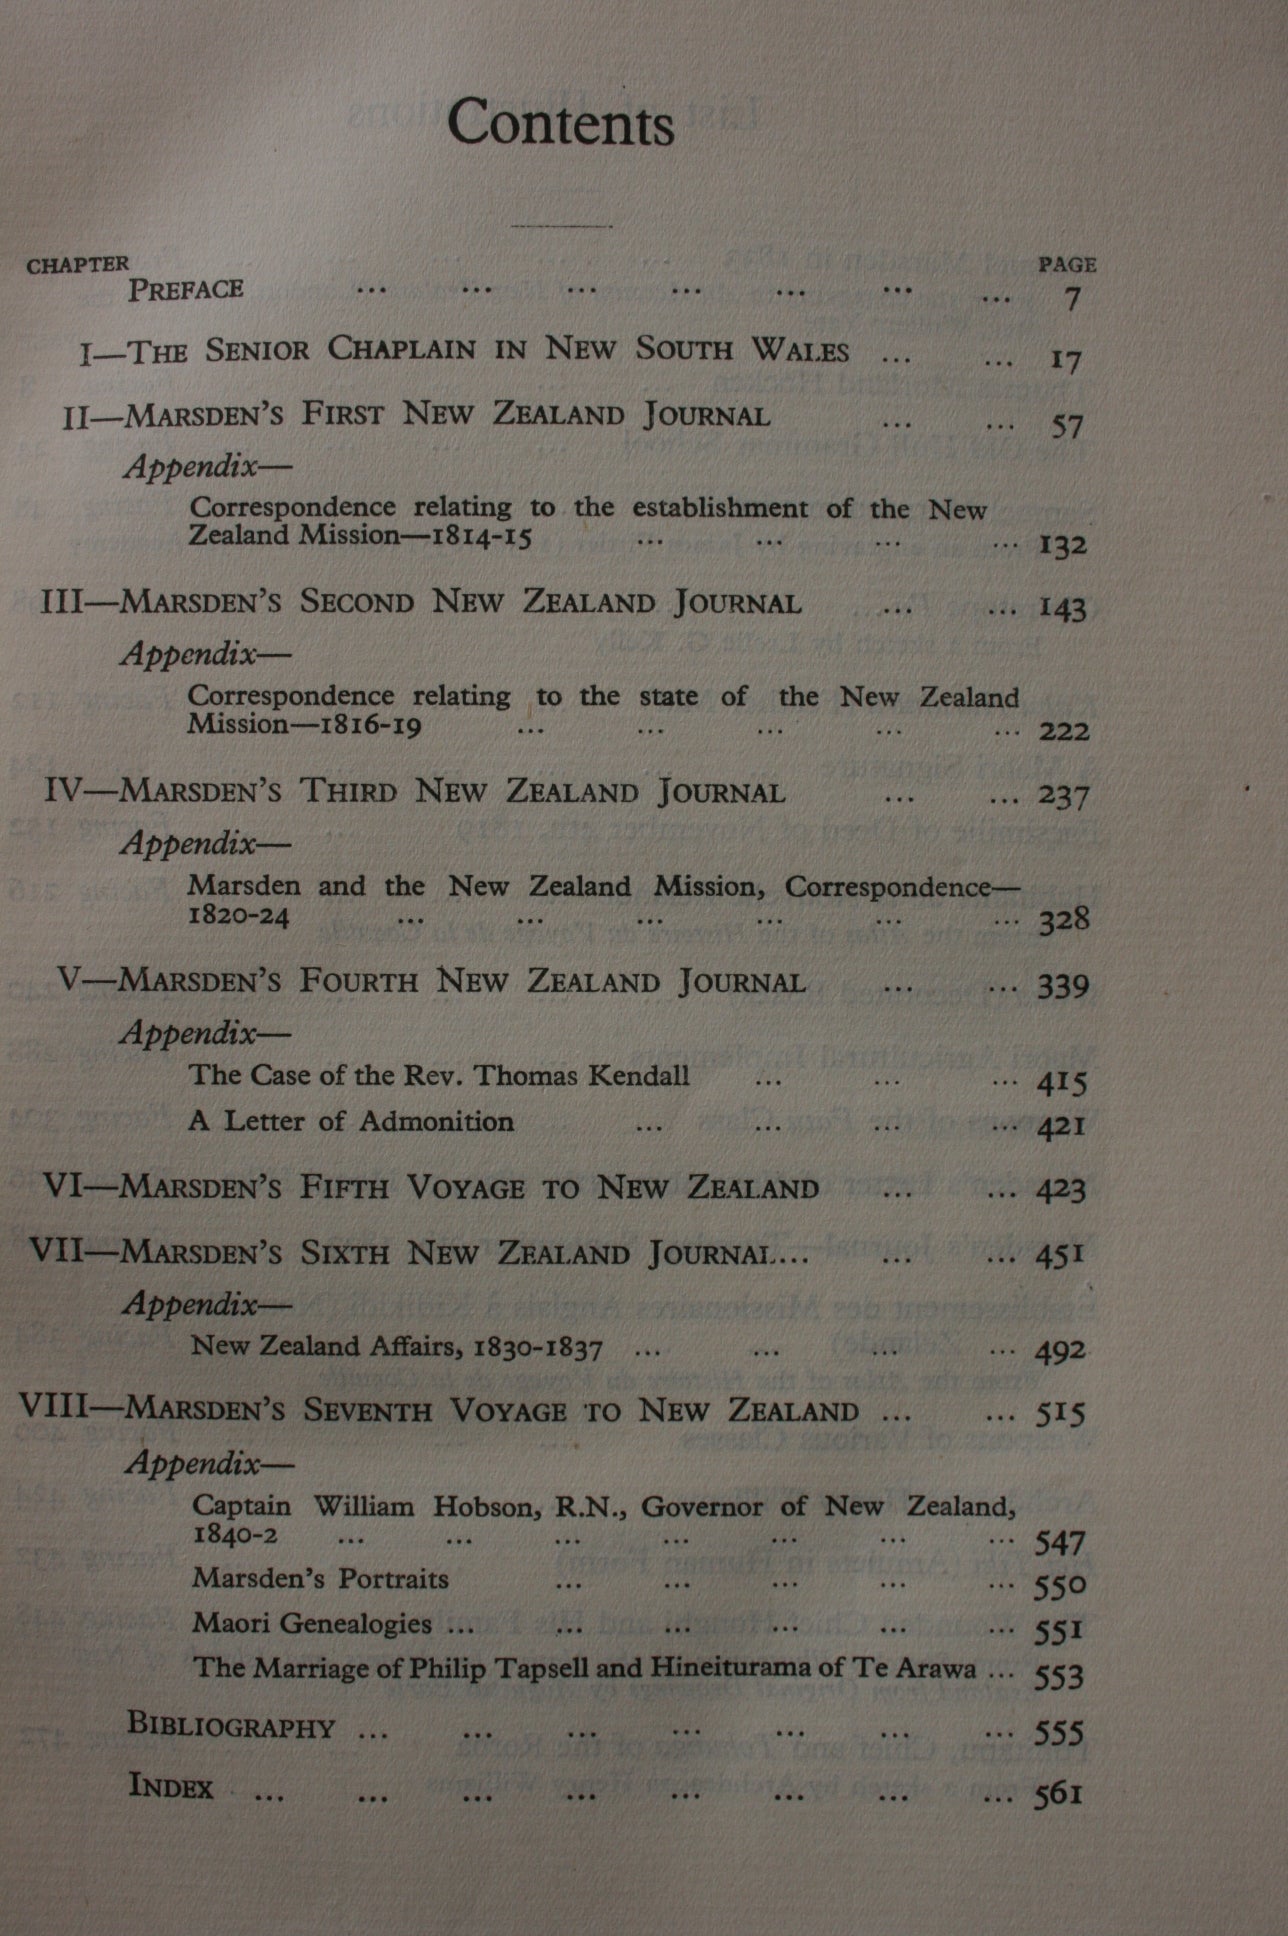 Contents
CHAPTER PAGE
PREFACE ... ... ... ... ... ... ... 7
I—THE SENIOR CHAPLAIN IN NEW SOUTH WALES ... ... 17
II—MARSDEN'S FIRST NEW ZEALAND JOURNAL ... ... 57
Appendix—
Correspondence relating to the establishment of the New
Zealand Mission—1814-15 ... ... ... ... 132
III—MARSDEN'S SECOND NEW ZEALAND JOURNAL ... ... 143
Appendix—
Correspondence relating to the state of the New Zealand
Mission—1816-19 ... ... ... ... ... 222
IV—MARSDEN'S THIRD NEW ZEALAND JOURNAL ... ... 237
Appendix—
Marsden and the New Zealand Mission, Correspondence—
1820-24 ... ... ... ... ... ... 328
V—MARSDEN'S FOURTH NEW ZEALAND JOURNAL ... ... 339
Appendix—
The Case of the Rev. Thomas Kendall ... ... ... 415
A Letter of Admonition ... ... ... ... 421
VI—MARSDEN'S FIFTH VOYAGE TO NEW ZEALAND ... ... 423
VII—MARSDEN'S SIXTH NEW ZEALAND JOURNAL... ... ... 451
Appendix—
New Zealand Affairs, 1830-1837 ... ... ... ... 492
VIII—MARSDEN'S SEVENTH VOYAGE TO NEW ZEALAND ... ... 515
Appendix—
Captain William Hobson, R.N., Governor of New Zealand,
1840-2 ... ... ... ... ... ... ... 547
Marsden's Portraits ... ... ... ... ... 550
Maori Genealogies ... ... ... ... ... ... 551
The Marriage of Philip Tapsell and Hineiturama of Te Arawa ... 553
BIBLIOGRAPHY ... ... ... ... ... ... ... 555
INDEX ... ... ... ... ... ... ... ... 561